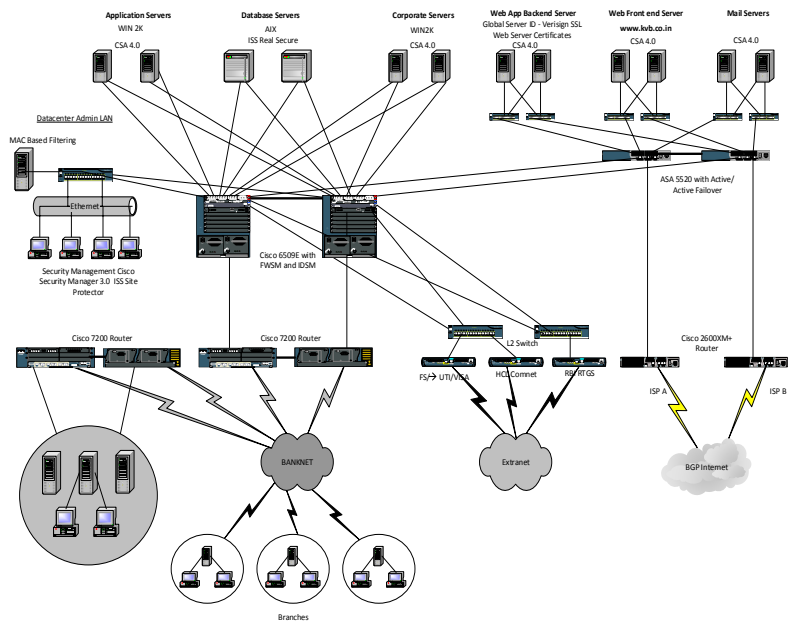 Application Servers
WIN 2K
CSA 4.0
Database Servers
AIX
ISS Real Secure
Corporate Servers
WIN2K
CSA 4.0
Web App Backend Server
Global Server ID - Verisign SSL
Web Server Certificates
CSA 4.0
Web Front end Server
www.kvb.co.in
CSA 4.0
Mail Servers
CSA 4.0
Datacenter Admin LAN
MAC Based Filtering
Ethernet
Security Management Cisco
Security Manager 3.0 ISS Site
Protector
Cisco 6509E with
FWSM and IDSM
ASA 5520 with Active/
Active Failover
Cisco 7200 Router
Cisco 7200 Router
L2 Switch
Cisco 2600XM+
Router
FS/→ UTI/VISA
HCL Comnet
RBI RTGS
ISP A
ISP B
BANKNET
Extranet
BGP Internet
Branches